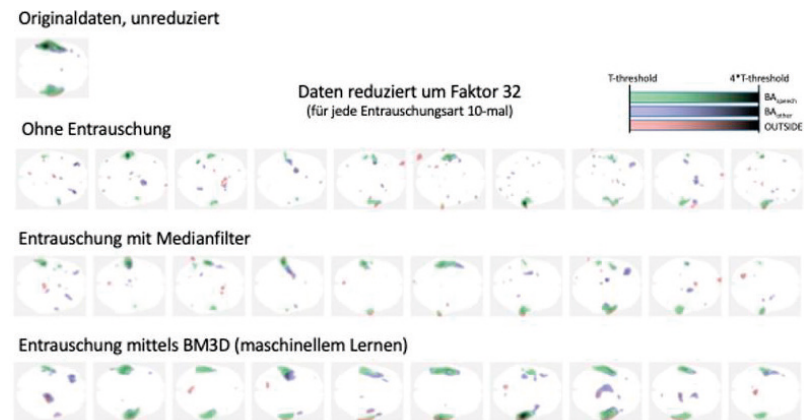 Originaldaten, unreduziert
Daten reduziert um Faktor 32
(für jede Entrauschungsart 10-mal)
T-threshold 4*T-threshold
BAspeech
BAother
OUTSIDE
Ohne Entrauschung
Entrauschung mit Medianfilter
Entrauschung mittels BM3D (maschinellem Lernen)